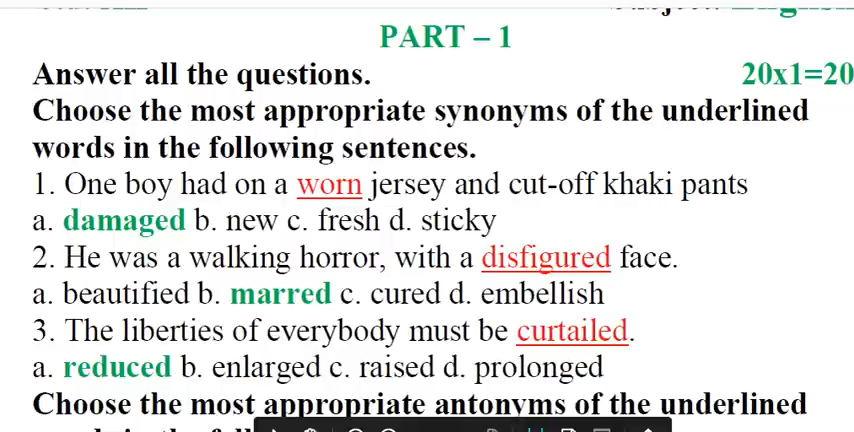 PART – 1
Answer all the questions. 20x1=20
Choose the most appropriate synonyms of the underlined
words in the following sentences.
1. One boy had on a worn jersey and cut-off khaki pants
a. damaged b. new c. fresh d. sticky
2. He was a walking horror, with a disfigured face.
a. beautified b. marred c. cured d. embellish
3. The liberties of everybody must be curtailed.
a. reduced b. enlarged c. raised d. prolonged
Choose the most appropriate antonyms of the underlined